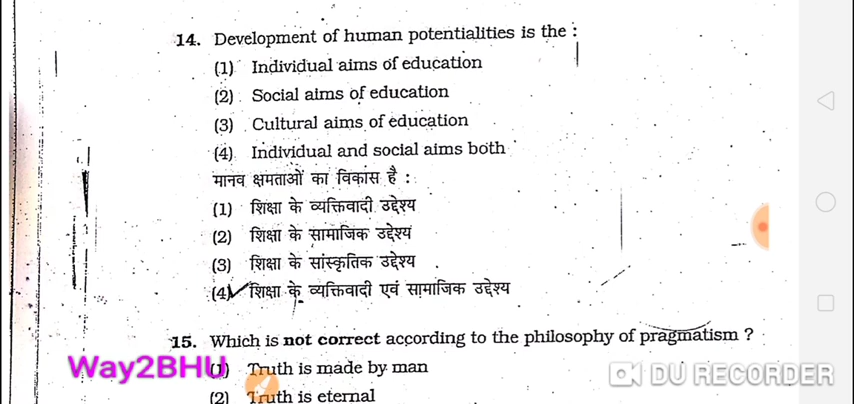 14. Development of human potentialities is the :
(1) Individual aims of education
(2) Social aims of education
(3) Cultural aims of education
(4) Individual and social aims both
मानव क्षमताओं का विकास है :
(1) शिक्षा के व्यक्तिवादी उद्देश्य
(2) शिक्षा के सामाजिक उद्देश्य
(3) शिक्षा के सांस्कृतिक उद्देश्य
(4) शिक्षा के व्यक्तिवादी एवं सामाजिक उद्देश्य
15. Which is not correct according to the philosophy of pragmatism ?
Way2BHU
(1) Truth is made by man
DU RECORDER
(2) Truth is eternal